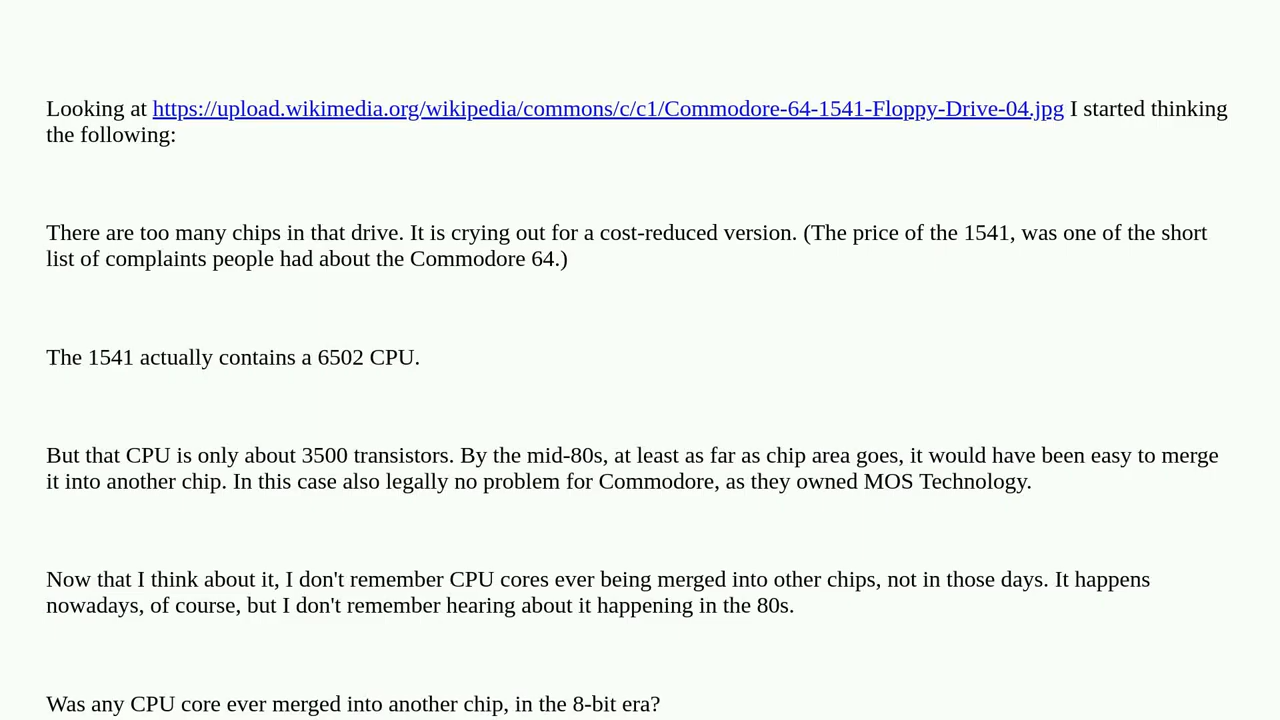 Looking at https://upload.wikimedia.org/wikipedia/commons/c/c1/Commodore-64-1541-Floppy-Drive-04.jpg I started thinking
the following:
There are too many chips in that drive. It is crying out for a cost-reduced version. (The price of the 1541, was one of the short
list of complaints people had about the Commodore 64.)
The 1541 actually contains a 6502 CPU.
But that CPU is only about 3500 transistors. By the mid-80s, at least as far as chip area goes, it would have been easy to merge
it into another chip. In this case also legally no problem for Commodore, as they owned MOS Technology.
Now that I think about it, I don't remember CPU cores ever being merged into other chips, not in those days. It happens
nowadays, of course, but I don't remember hearing about it happening in the 80s.
Was any CPU core ever merged into another chip, in the 8-bit era?